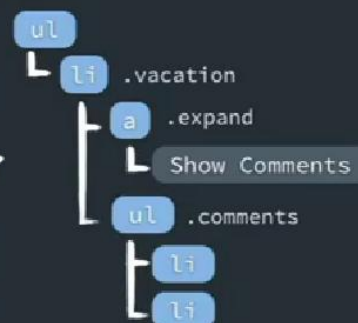 ul
li .vacation
a .expand
Show Comments
ul .comments
li
li